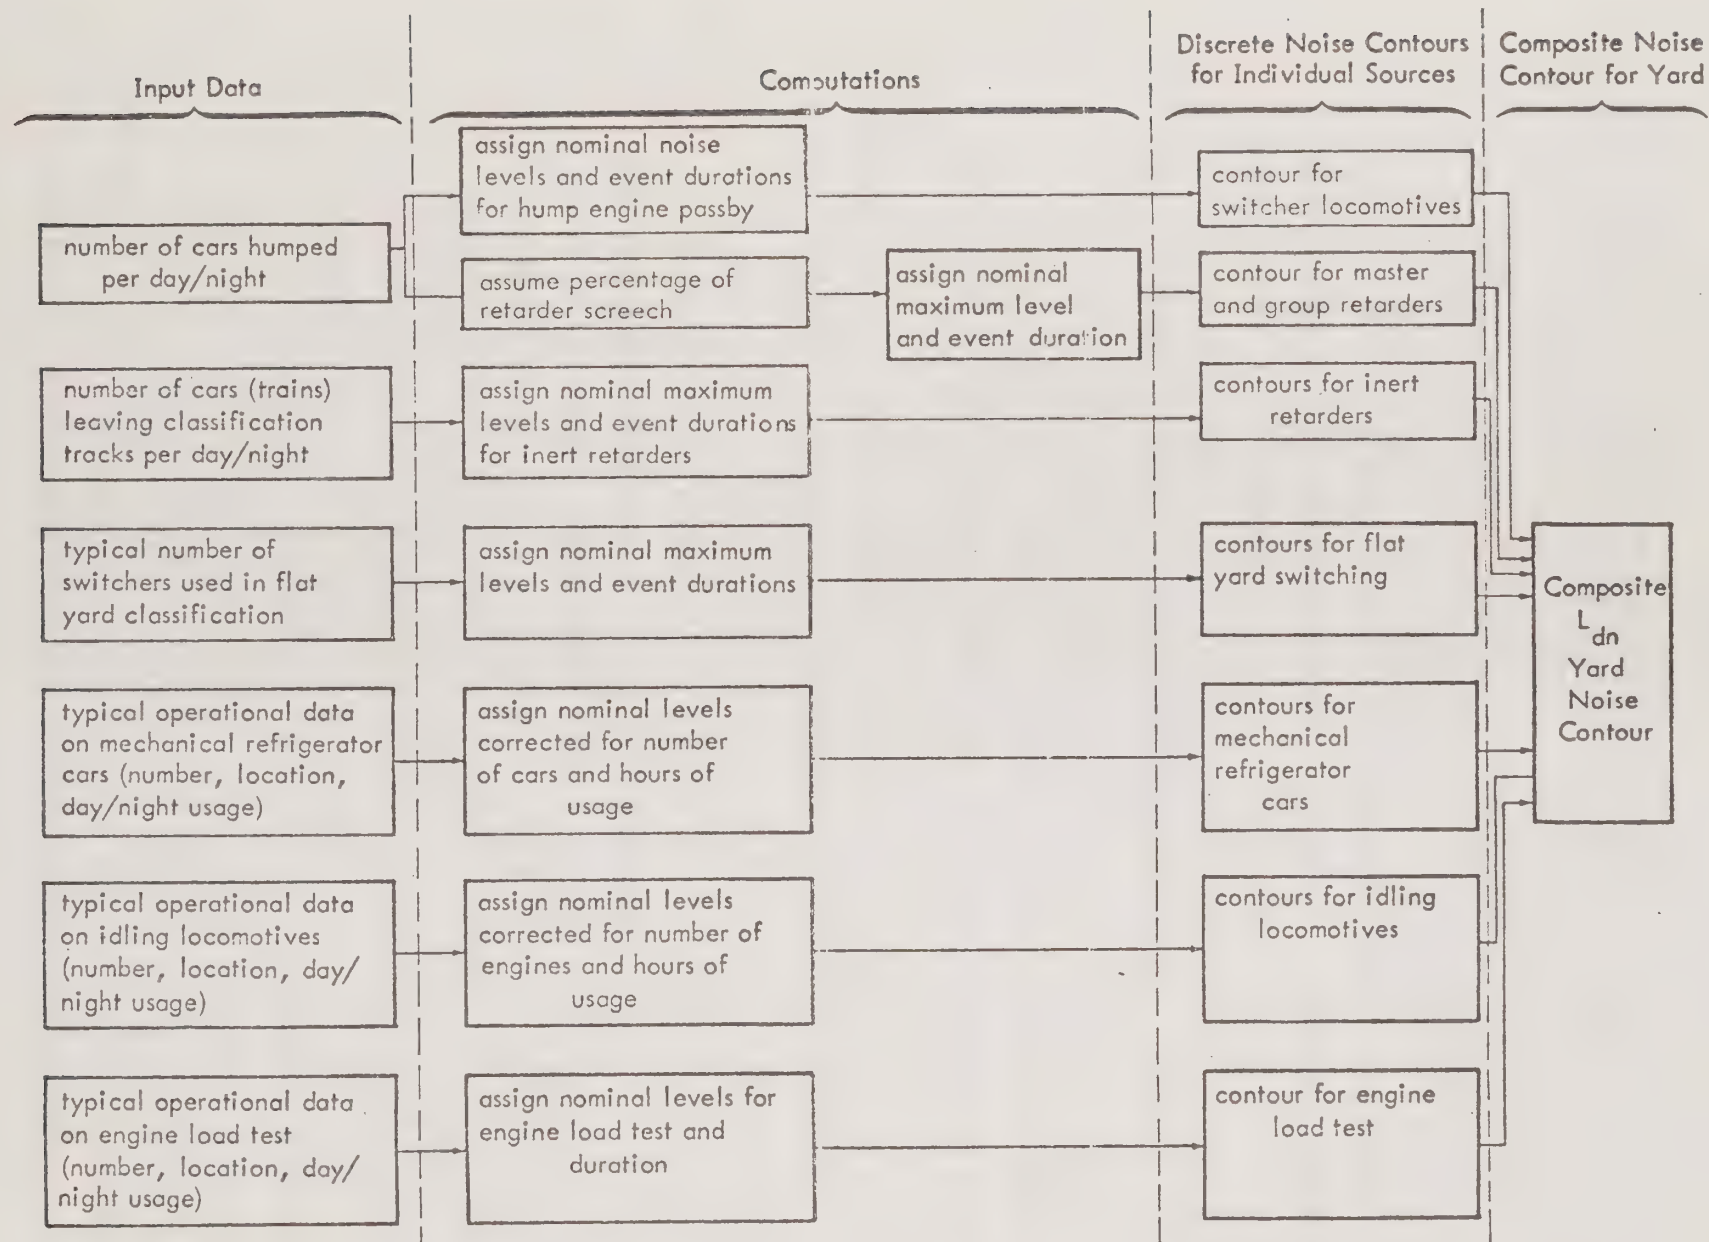 Input Data
Computations
Discrete Noise Contours
for Individual Sources
Composite Noise
Contour for Yard
number of cars humped
per day/night
assign nominal noise
levels and event durations
for hump engine passby
contour for
switcher locomotives
assume percentage of
retarder screech
assign nominal
maximum level
and event duration
contour for master
and group retarders
number of cars (trains)
leaving classification
tracks per day/night
assign nominal maximum
levels and event durations
for inert retarders
contours for inert
retarders
typical number of
switchers used in flat
yard classification
assign nominal maximum
levels and event durations
contours for flat
yard switching
typical operational data
on mechanical refrigerator
cars (number, location,
day/night usage)
assign nominal levels
corrected for number
of cars and hours of
usage
contours for
mechanical
refrigerator
cars
typical operational data
on idling locomotives
(number, location, day/
night usage)
assign nominal levels
corrected for number of
engines and hours of
usage
contours for idling
locomotives
typical operational data
on engine load test
(number, location, day/
night usage)
assign nominal levels for
engine load test and
duration
contour for engine
load test
Composite
L
dn
Yard
Noise
Contour